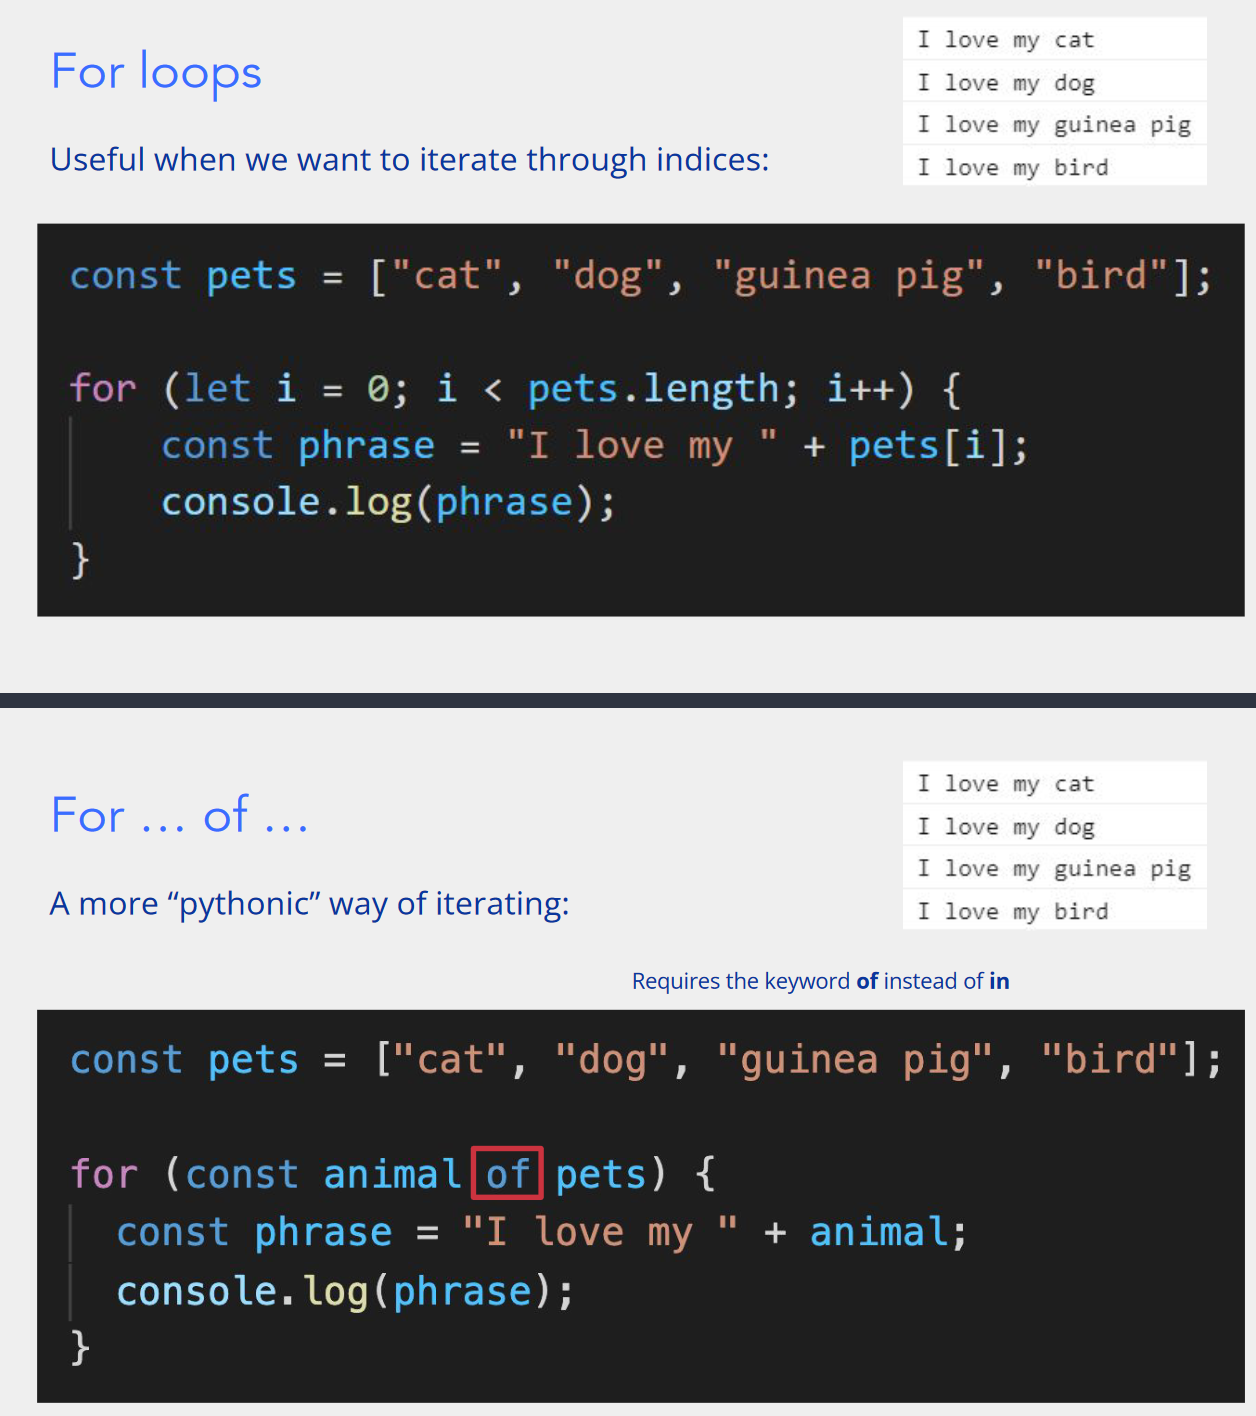 For loops
I love my cat
I love my dog
I love my guinea pig
I love my bird
Useful when we want to iterate through indices:
const pets = ["cat", "dog", "guinea pig", "bird"];
for (let i = 0; i < pets.length; i++) {
    const phrase = "I love my " + pets[i];
    console.log(phrase);
}
For ... of ...
I love my cat
I love my dog
I love my guinea pig
I love my bird
A more “pythonic” way of iterating:
Requires the keyword of instead of in
const pets = ["cat", "dog", "guinea pig", "bird"];
for (const animal of pets) {
  const phrase = "I love my " + animal;
  console.log(phrase);
}